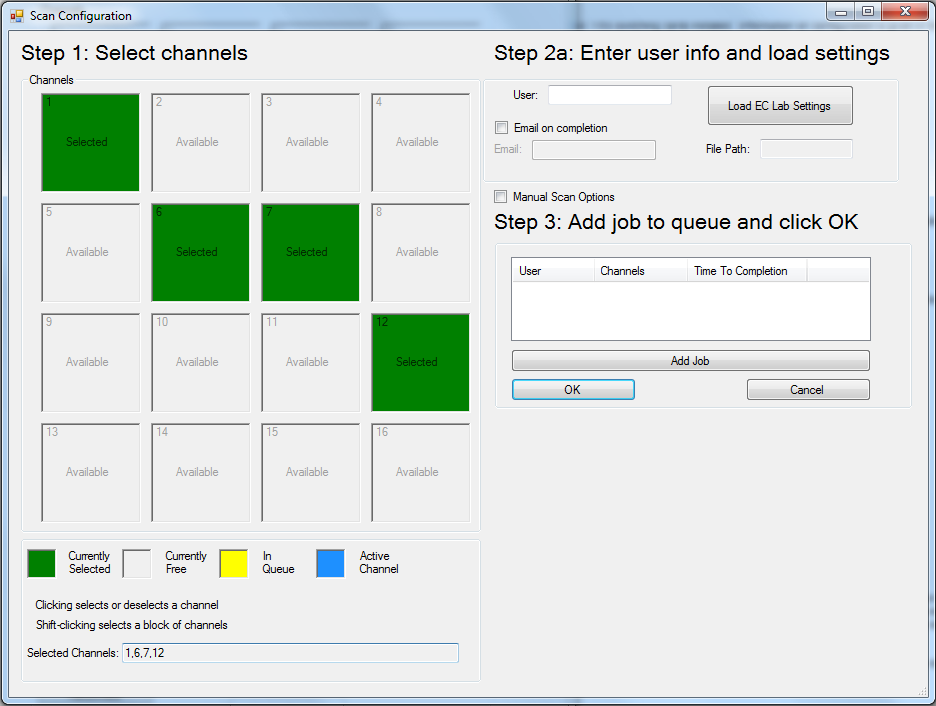 Scan Configuration
Step 1: Select channels
Channels
1
Selected
2
Available
3
Available
4
Available
5
Available
6
Selected
7
Selected
8
Available
9
Available
10
Available
11
Available
12
Selected
13
Available
14
Available
15
Available
16
Available
Currently
Selected
Currently
Free
In
Queue
Active
Channel
Clicking selects or deselects a channel
Shift-clicking selects a block of channels
Selected Channels: 1,6,7,12
Step 2a: Enter user info and load settings
User:
Load EC Lab Settings
Email on completion
Email:
File Path:
Manual Scan Options
Step 3: Add job to queue and click OK
User Channels Time To Completion
Add Job
OK Cancel